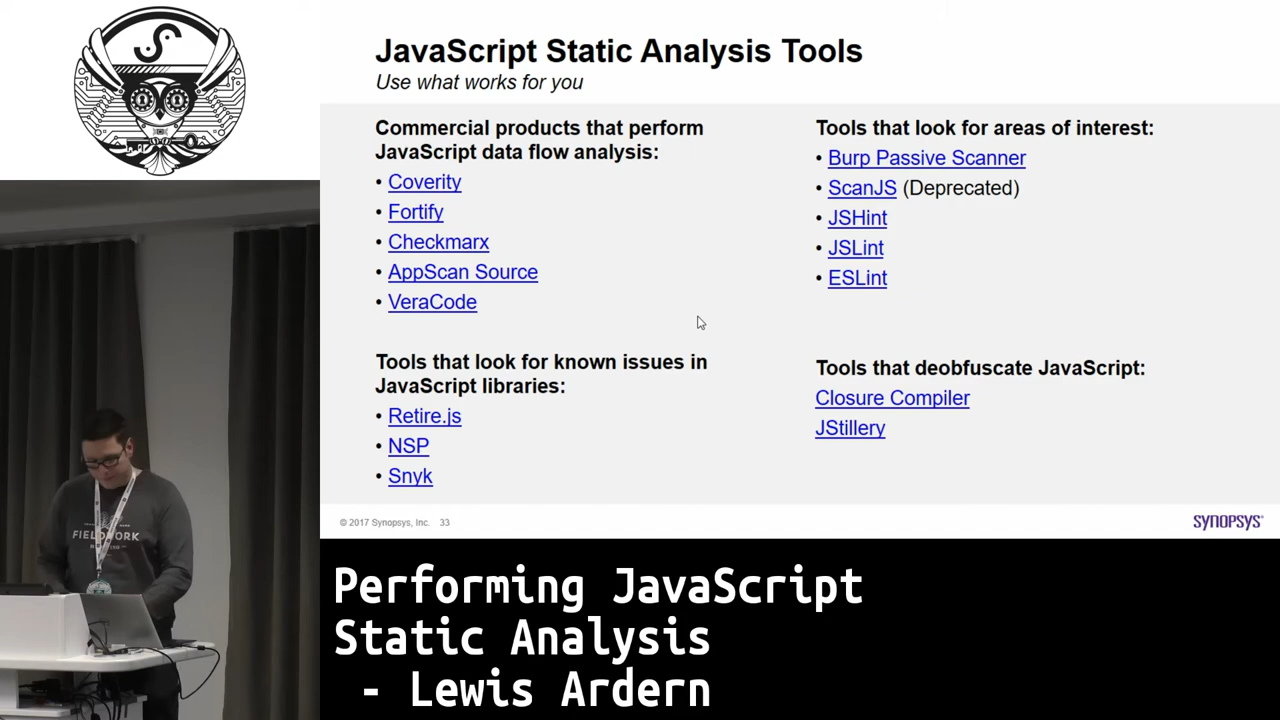 JavaScript Static Analysis Tools
Use what works for you
Commercial products that perform
JavaScript data flow analysis:
• Coverity
• Fortify
• Checkmarx
• AppScan Source
• VeraCode
Tools that look for known issues in
JavaScript libraries:
• Retire.js
• NSP
• Snyk
Tools that look for areas of interest:
• Burp Passive Scanner
• ScanJS (Deprecated)
• JSHint
• JSLint
• ESLint
Tools that deobfuscate JavaScript:
Closure Compiler
JStillery
© 2017 Synopsys, Inc. 33
SYNOPSYS®
FIELDWORK
Performing JavaScript
Static Analysis
- Lewis Ardern